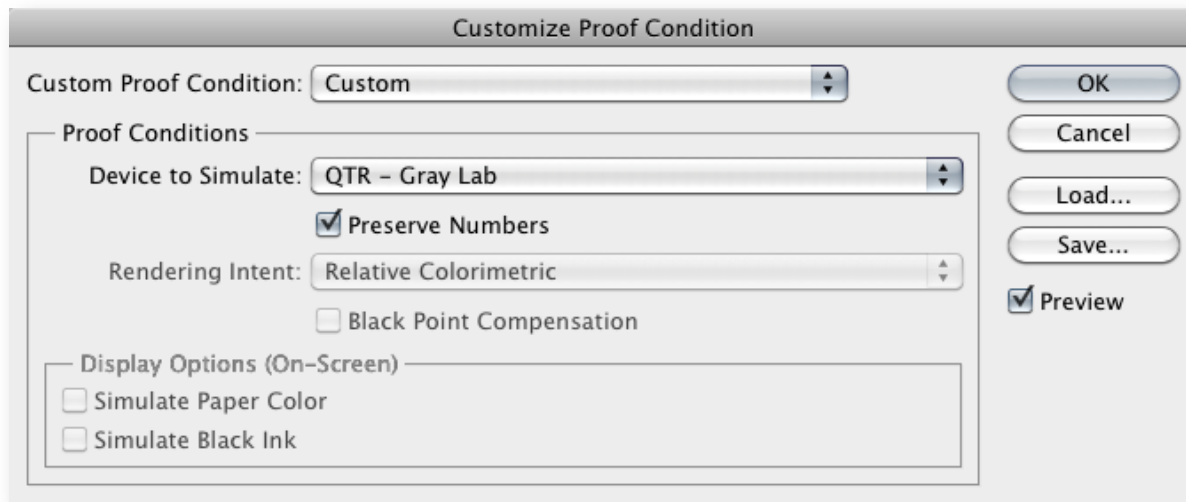 Customize Proof Condition
Custom Proof Condition: Custom
OK
Proof Conditions
Cancel
Device to Simulate: QTR – Gray Lab
Load...
Preserve Numbers
Save...
Rendering Intent: Relative Colorimetric
Preview
Black Point Compensation
Display Options (On-Screen)
Simulate Paper Color
Simulate Black Ink